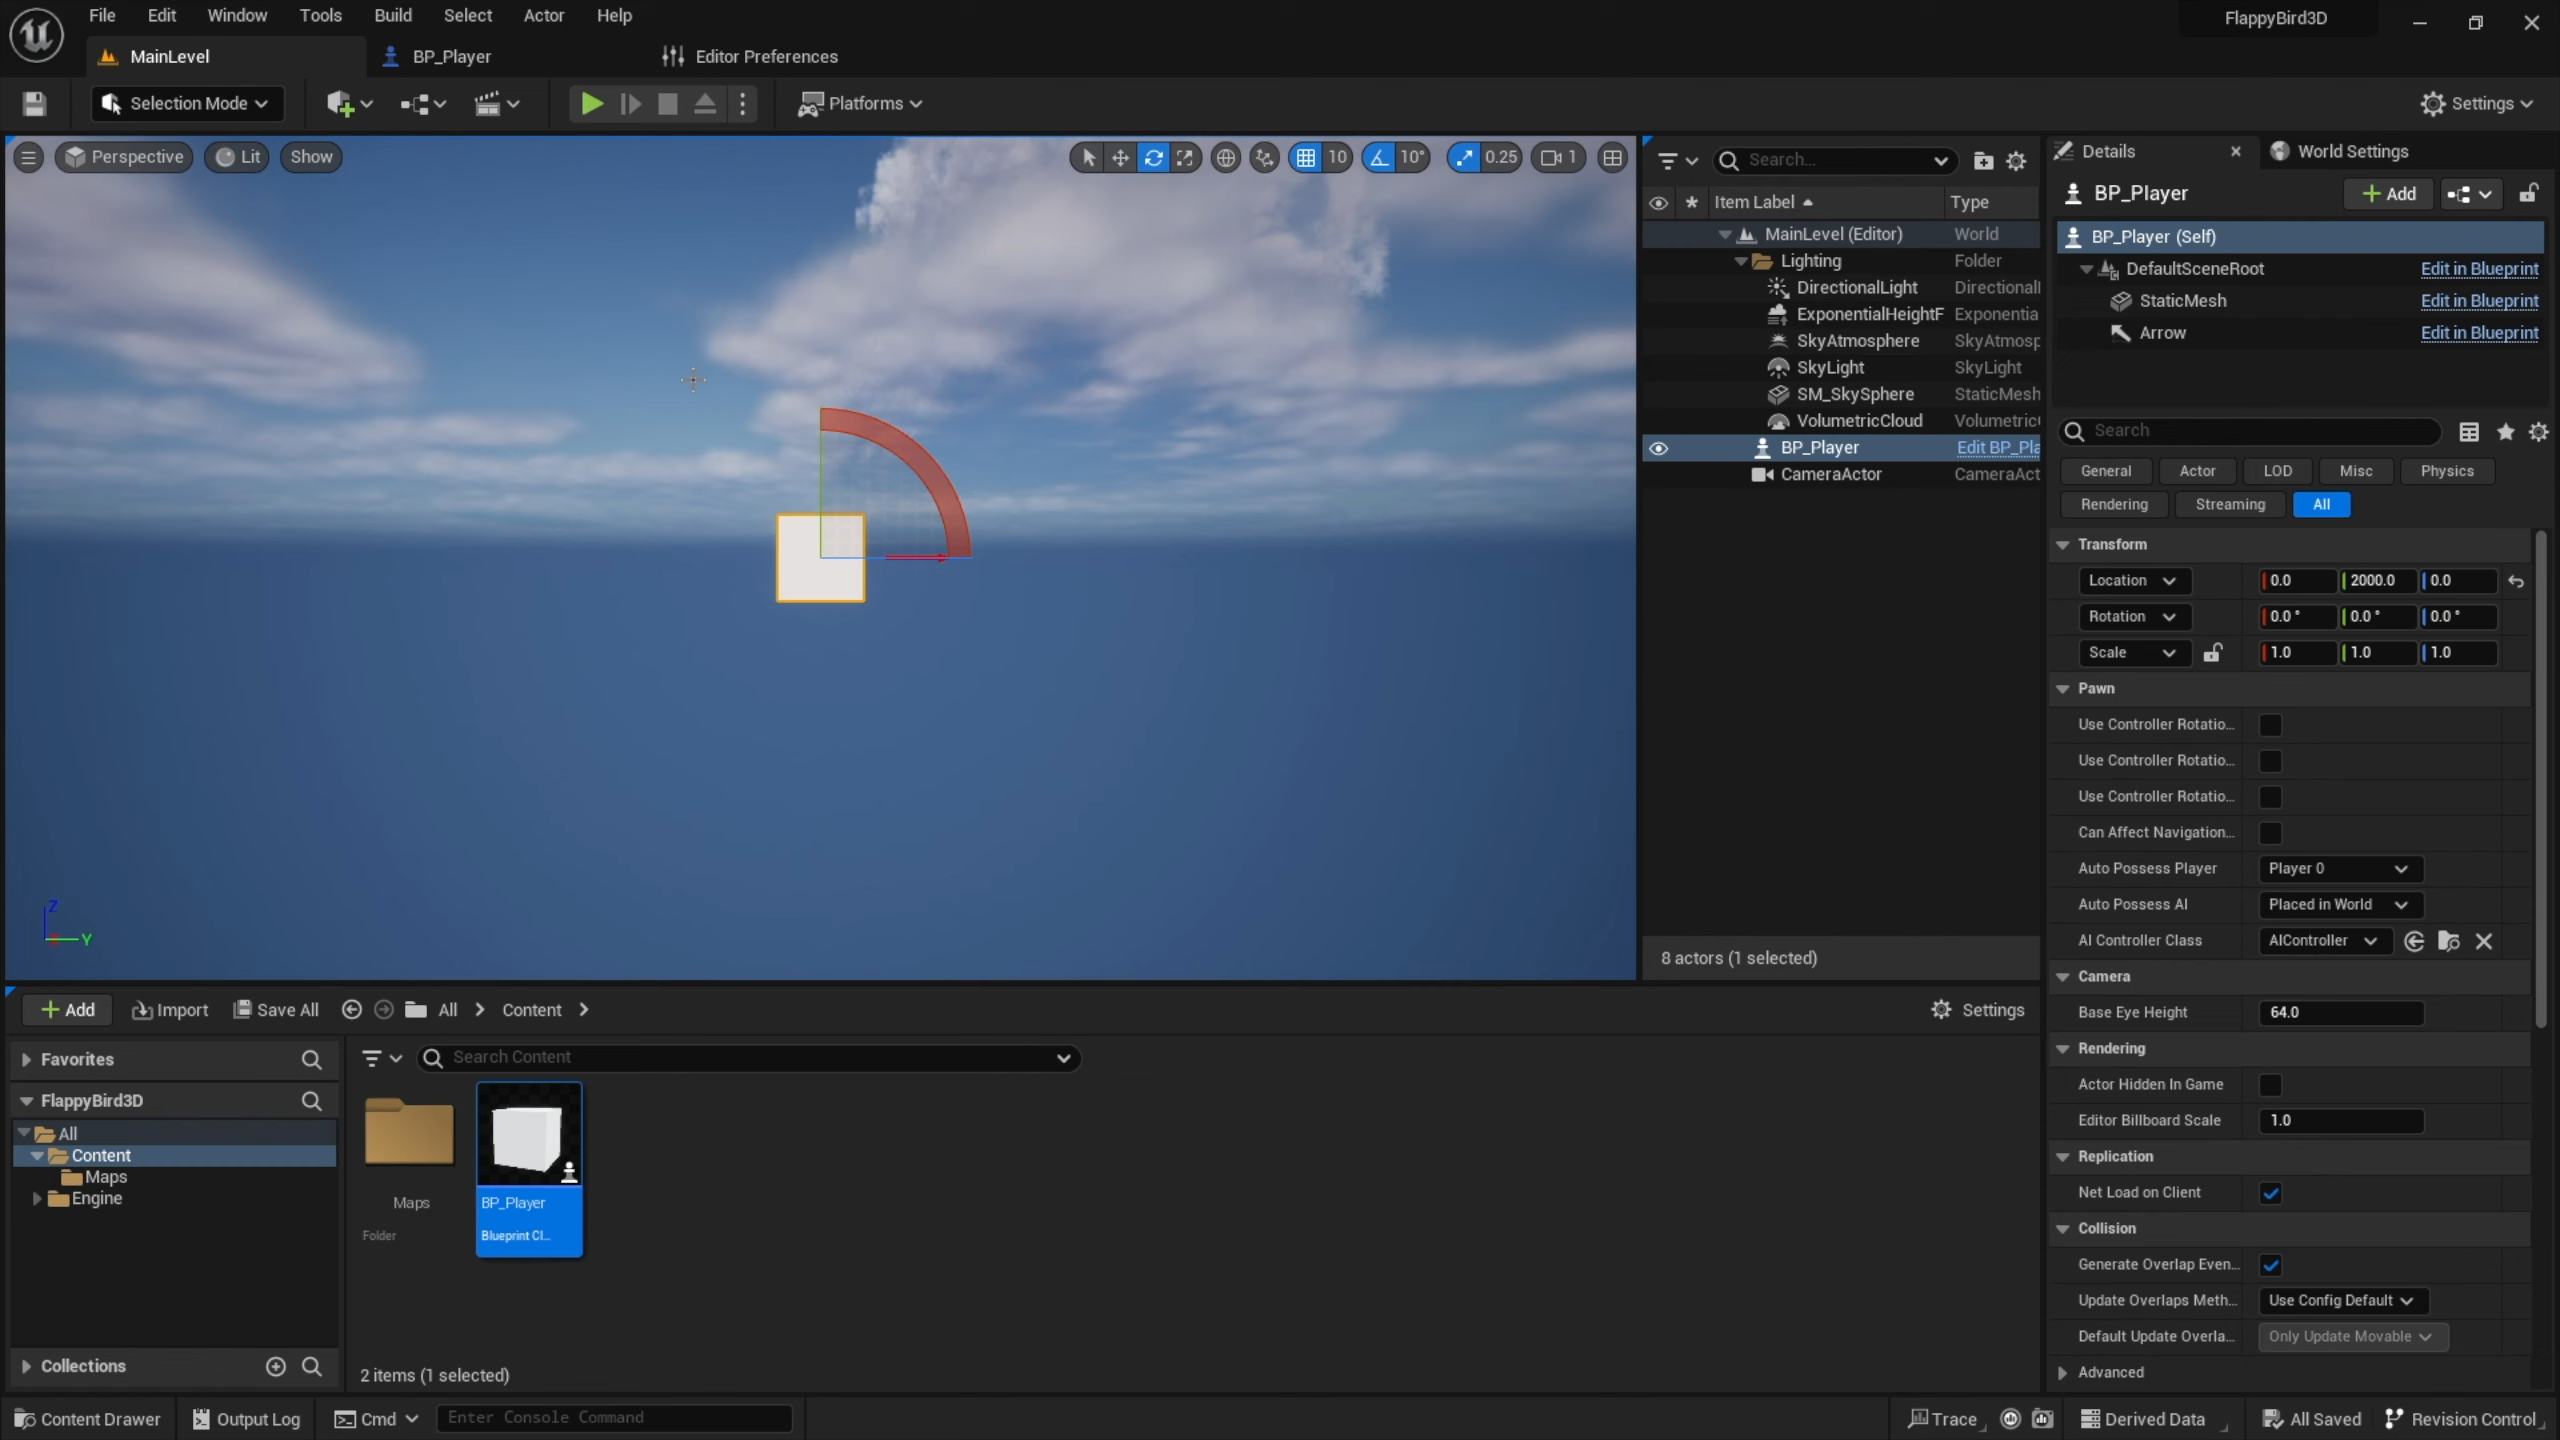 File Edit Window Tools Build Select Actor Help
FlappyBird3D
MainLevel
BP_Player
Editor Preferences
Selection Mode
Platforms
Settings
Perspective
Lit
Show
10
10°
0.25
1
Z
Y
Search...
Item Label
Type
MainLevel (Editor) World
Lighting Folder
DirectionalLight Directional
ExponentialHeightF Exponentia
SkyAtmosphere SkyAtmosp
SkyLight SkyLight
SM_SkySphere StaticMesh
VolumetricCloud Volumetric
BP_Player Edit BP_Pla
CameraActor CameraAct
8 actors (1 selected)
Details
World Settings
BP_Player
Add
BP_Player (Self)
DefaultSceneRoot Edit in Blueprint
StaticMesh Edit in Blueprint
Arrow Edit in Blueprint
Search
General Actor LOD Misc Physics
Rendering Streaming All
Transform
Location 0.0 2000.0 0.0
Rotation 0.0 ° 0.0 ° 0.0 °
Scale 1.0 1.0 1.0
Pawn
Use Controller Rotatio...
Use Controller Rotatio...
Use Controller Rotatio...
Can Affect Navigation...
Auto Possess Player Player 0
Auto Possess AI Placed in World
AI Controller Class AIController
Camera
Base Eye Height 64.0
Rendering
Actor Hidden In Game
Editor Billboard Scale 1.0
Replication
Net Load on Client
Collision
Generate Overlap Even...
Update Overlaps Meth... Use Config Default
Default Update Overla... Only Update Movable
Advanced
Add Import Save All All Content Settings
Favorites
FlappyBird3D
All
Content
Maps
Engine
Collections
Search Content
Maps
Folder
BP_Player
Blueprint Cl...
2 items (1 selected)
Content Drawer Output Log Cmd Enter Console Command
Trace Derived Data All Saved Revision Control